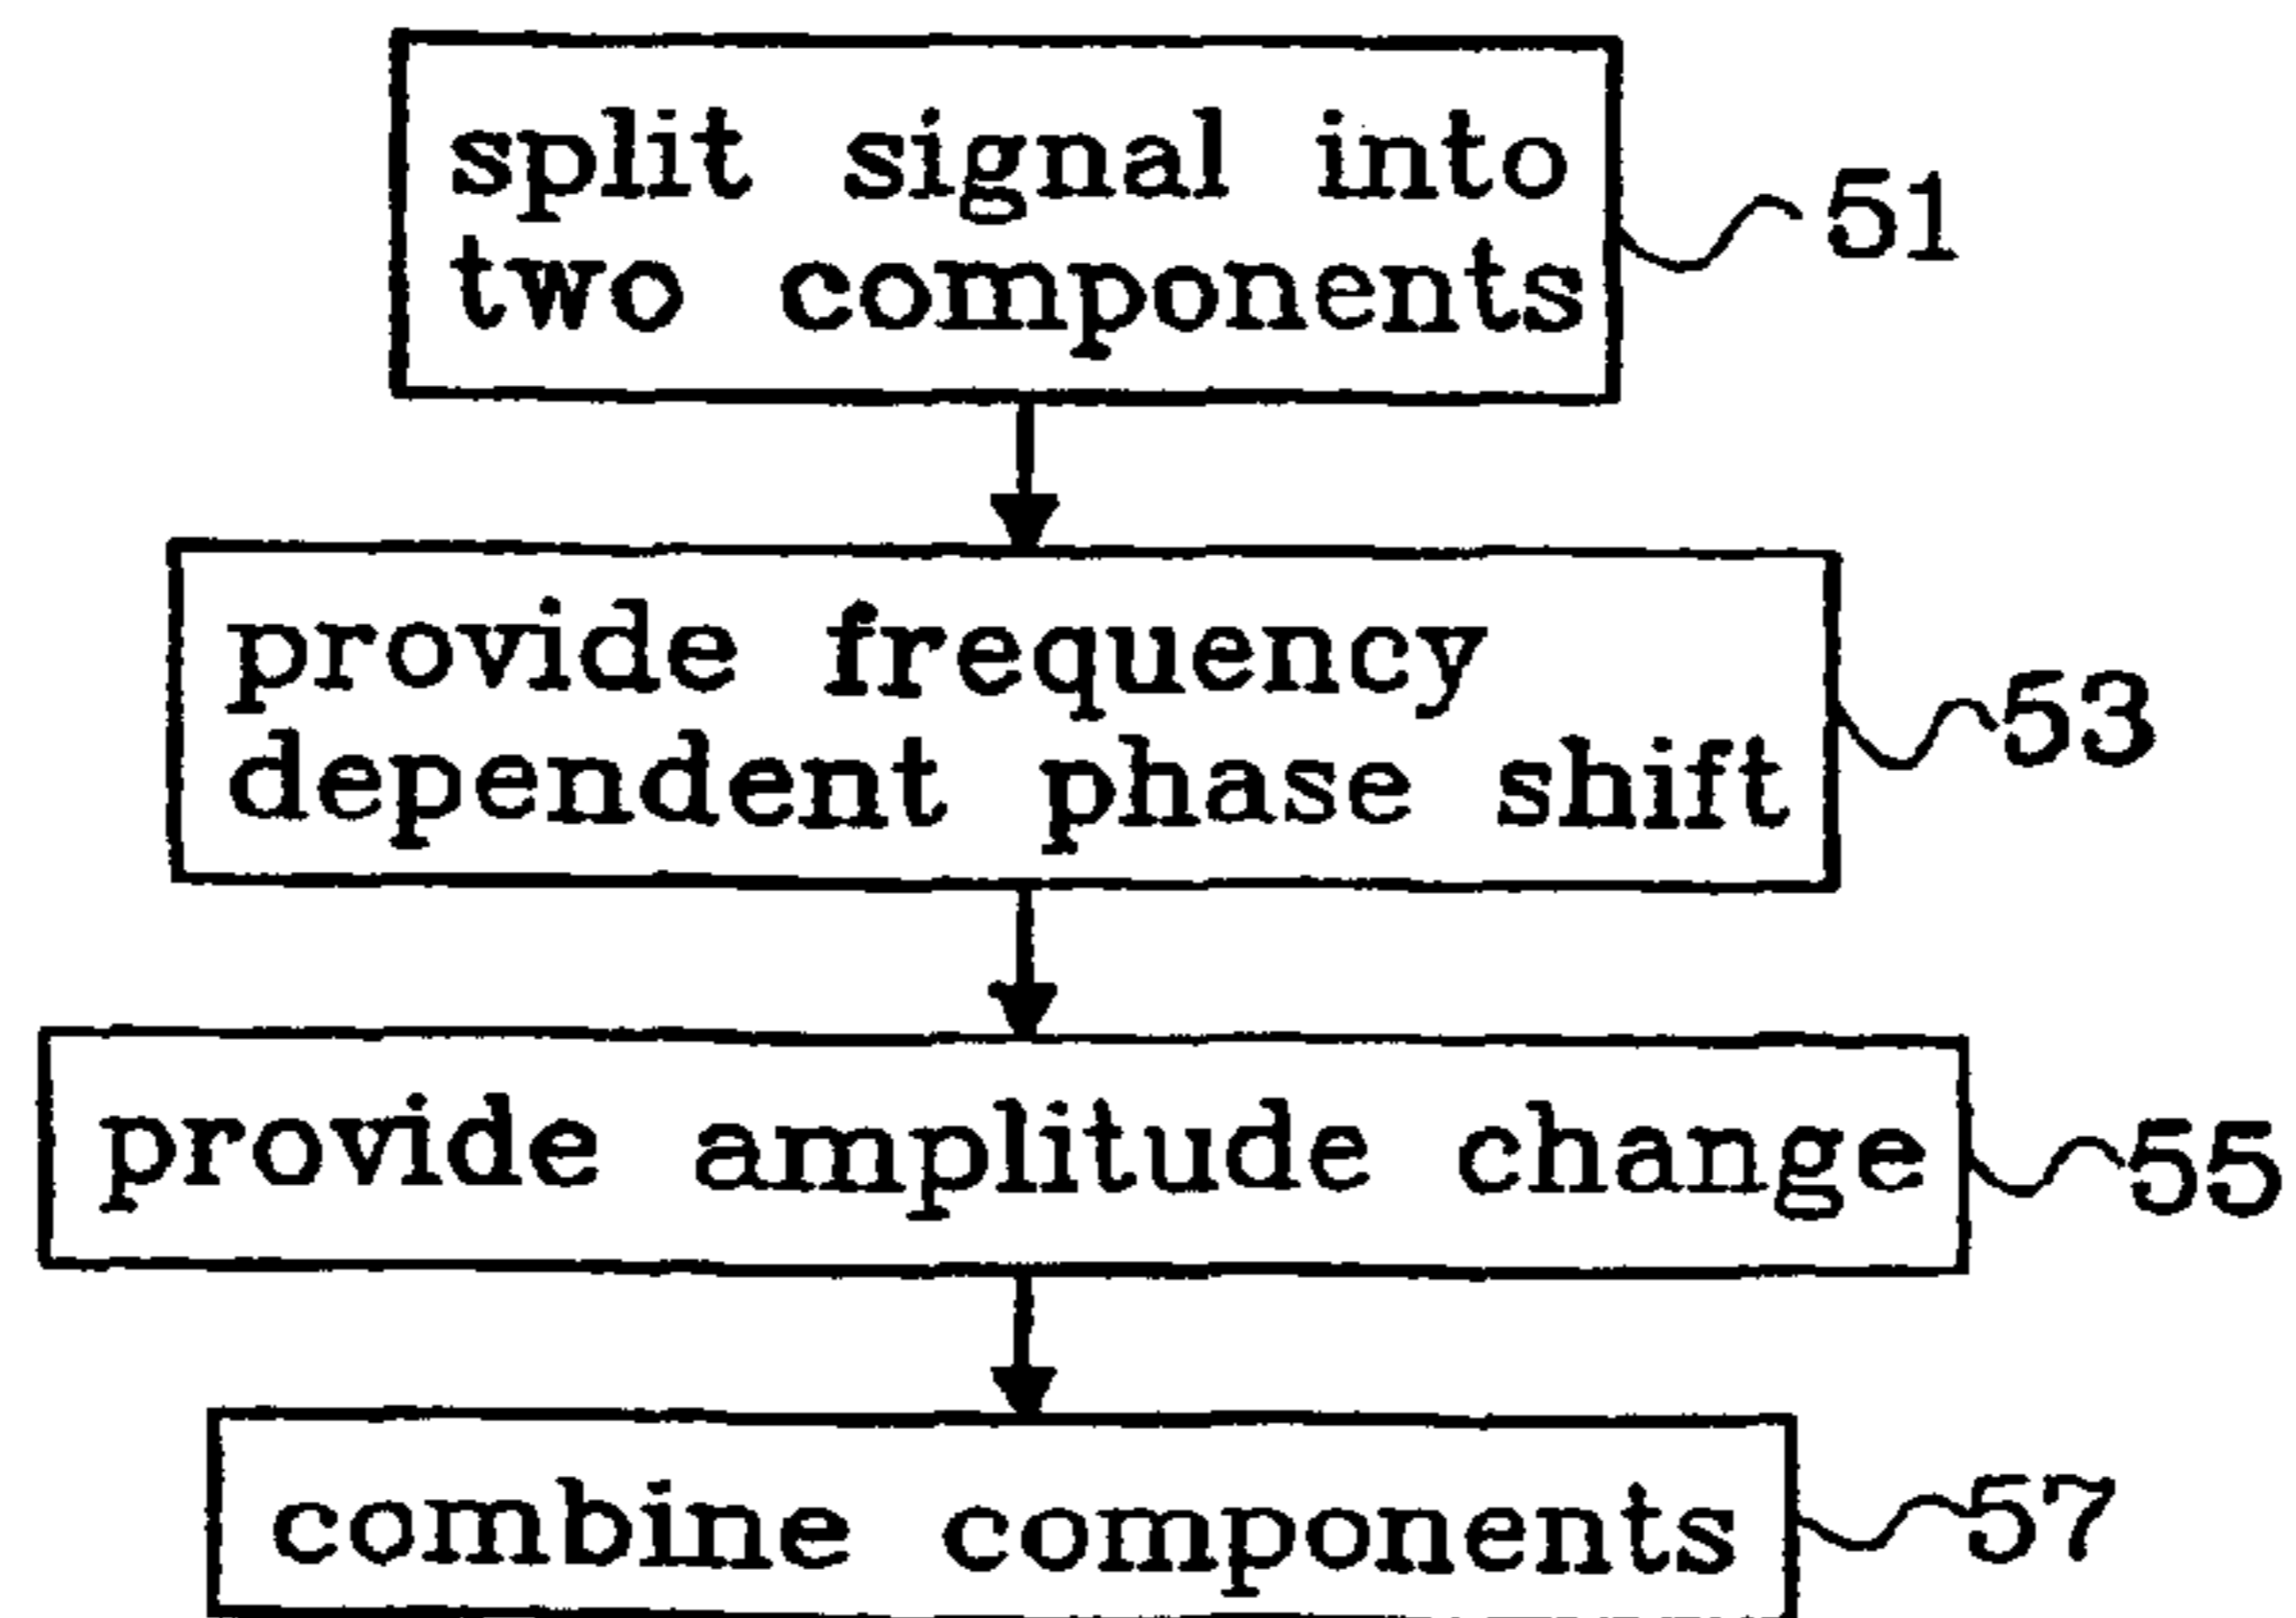 split signal into
two components
51
provide frequency
dependent phase shift
53
provide amplitude change
55
combine components
57